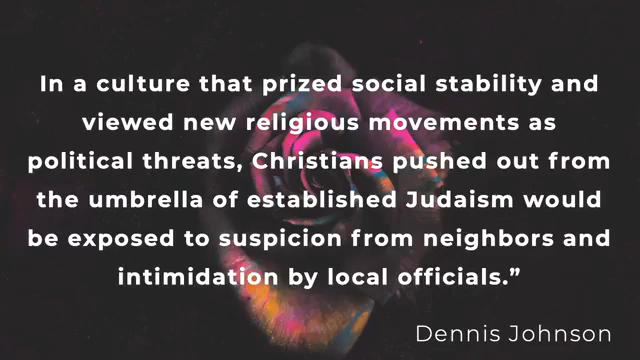 In a culture that prized social stability and
viewed new religious movements as
political threats, Christians pushed out from
the umbrella of established Judaism would
be exposed to suspicion from neighbors and
intimidation by local officials.”
Dennis Johnson